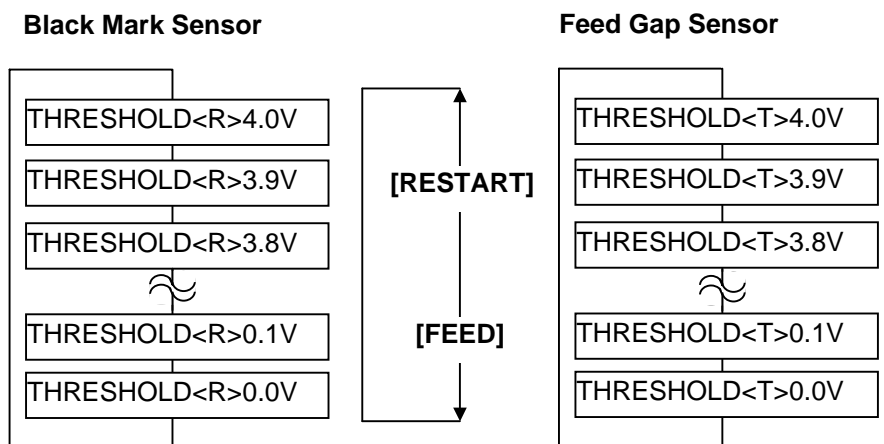 Black Mark Sensor
Feed Gap Sensor
THRESHOLD<R>4.0V
THRESHOLD<R>3.9V
THRESHOLD<R>3.8V
THRESHOLD<R>0.1V
THRESHOLD<R>0.0V
[RESTART]
[FEED]
THRESHOLD<T>4.0V
THRESHOLD<T>3.9V
THRESHOLD<T>3.8V
THRESHOLD<T>0.1V
THRESHOLD<T>0.0V